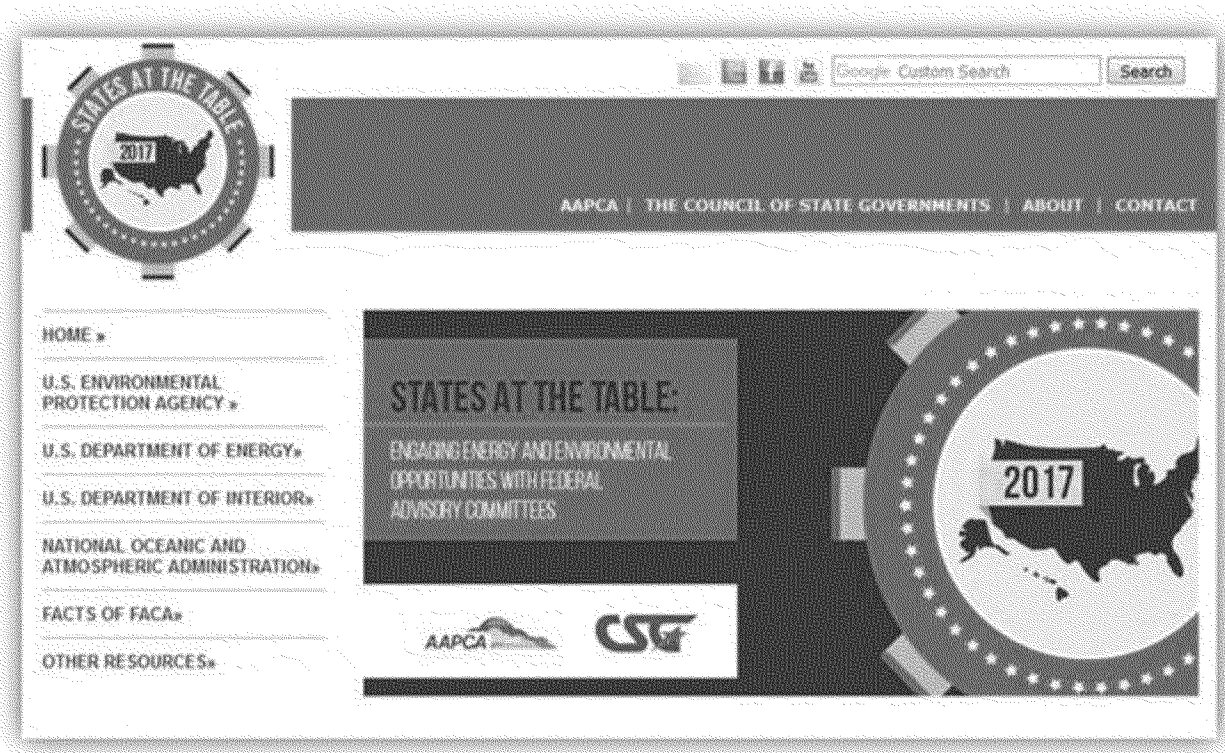 STATES AT THE TABLE
2017
Google Custom Search
Search
AAPCA | THE COUNCIL OF STATE GOVERNMENTS | ABOUT | CONTACT
HOME »
U.S. ENVIRONMENTAL
PROTECTION AGENCY »
U.S. DEPARTMENT OF ENERGY»
U.S. DEPARTMENT OF INTERIOR»
NATIONAL OCEANIC AND
ATMOSPHERIC ADMINISTRATION»
FACTS OF FACA»
OTHER RESOURCES»
STATES AT THE TABLE:
ENGAGING ENERGY AND ENVIRONMENTAL
OPPORTUNITIES WITH FEDERAL
ADVISORY COMMITTEES
AAPCA
CSG
2017